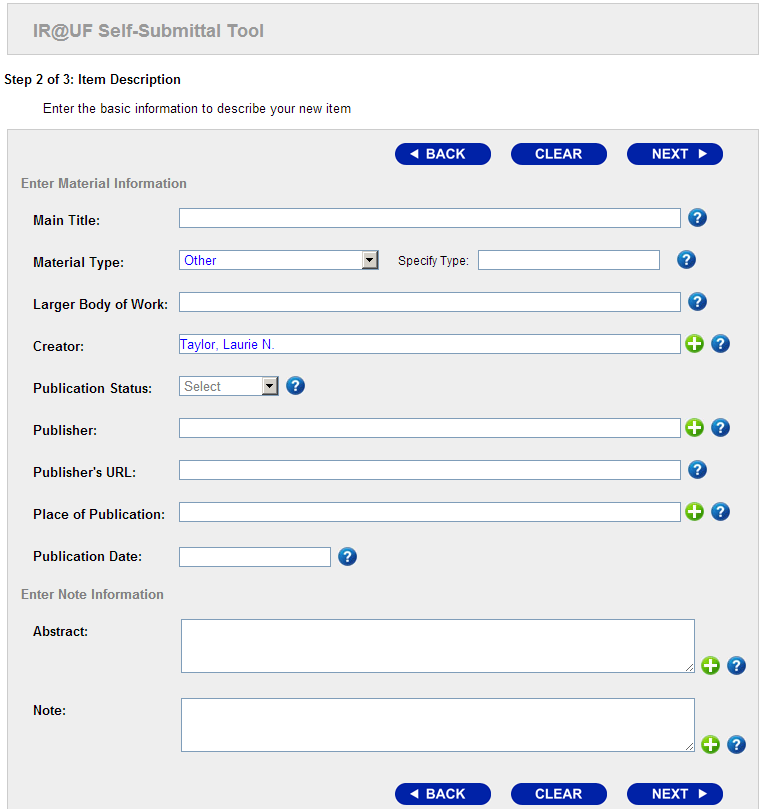 IR@UF Self-Submittal Tool
Step 2 of 3: Item Description
Enter the basic information to describe your new item
BACK CLEAR NEXT
Enter Material Information
Main Title:
Material Type: Other Specify Type:
Larger Body of Work:
Creator: Taylor, Laurie N.
Publication Status: Select
Publisher:
Publisher's URL:
Place of Publication:
Publication Date:
Enter Note Information
Abstract:
Note:
BACK CLEAR NEXT